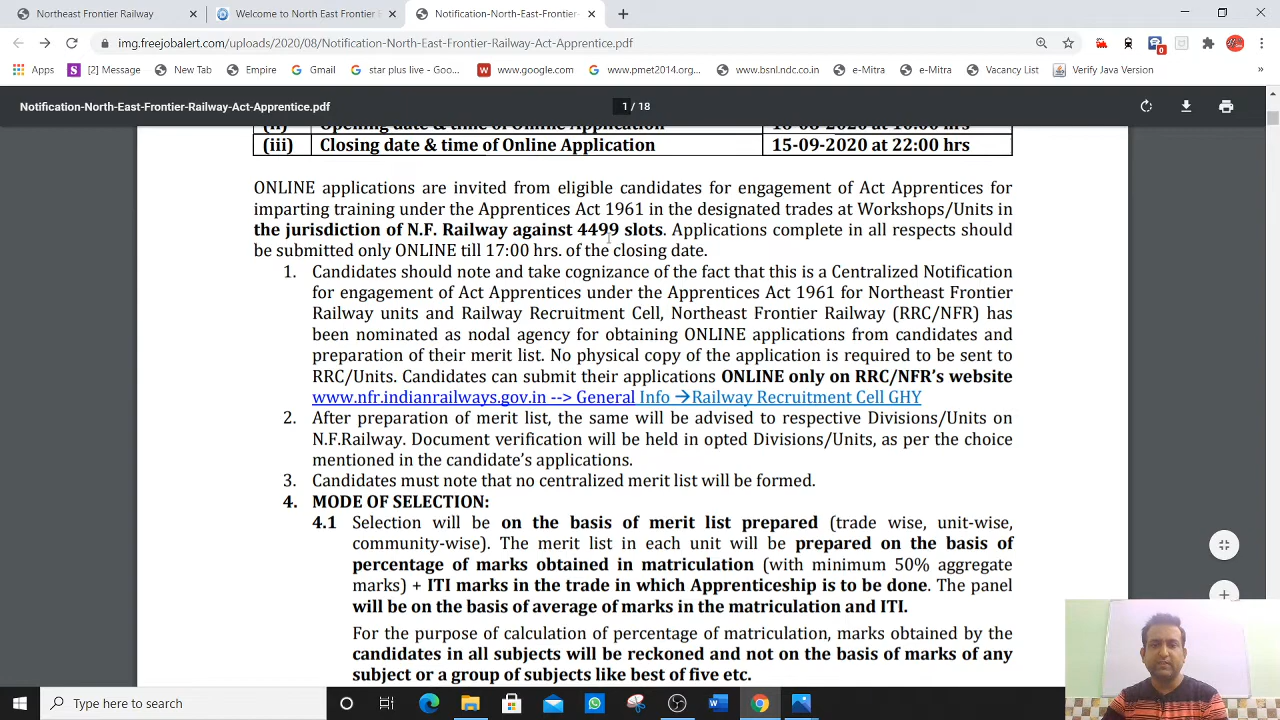 Northeast Frontier Railway
Welcome to North East Frontier
Notification-North-East-Frontier-
img.freejobalert.com/uploads/2020/08/Notification-North-East-Frontier-Railway-Act-Apprentice.pdf
Apps [2] Message New Tab Empire Gmail star plus live - Goo... www.google.com www.pmet2014.org... www.bsnl.ndc.co.in e-Mitra e-Mitra Vacancy List Verify Java Version »
Notification-North-East-Frontier-Railway-Act-Apprentice.pdf 1 / 18
(ii) Opening date & time of Online Application 16-08-2020 at 10:00 hrs
(iii) Closing date & time of Online Application 15-09-2020 at 22:00 hrs
ONLINE applications are invited from eligible candidates for engagement of Act Apprentices for
imparting training under the Apprentices Act 1961 in the designated trades at Workshops/Units in
the jurisdiction of N.F. Railway against 4499 slots. Applications complete in all respects should
be submitted only ONLINE till 17:00 hrs. of the closing date.
1. Candidates should note and take cognizance of the fact that this is a Centralized Notification
for engagement of Act Apprentices under the Apprentices Act 1961 for Northeast Frontier
Railway units and Railway Recruitment Cell, Northeast Frontier Railway (RRC/NFR) has
been nominated as nodal agency for obtaining ONLINE applications from candidates and
preparation of their merit list. No physical copy of the application is required to be sent to
RRC/Units. Candidates can submit their applications ONLINE only on RRC/NFR's website
www.nfr.indianrailways.gov.in --> General Info →Railway Recruitment Cell GHY
2. After preparation of merit list, the same will be advised to respective Divisions/Units on
N.F.Railway. Document verification will be held in opted Divisions/Units, as per the choice
mentioned in the candidate's applications.
3. Candidates must note that no centralized merit list will be formed.
4. MODE OF SELECTION:
4.1 Selection will be on the basis of merit list prepared (trade wise, unit-wise,
community-wise). The merit list in each unit will be prepared on the basis of
percentage of marks obtained in matriculation (with minimum 50% aggregate
marks) + ITI marks in the trade in which Apprenticeship is to be done. The panel
will be on the basis of average of marks in the matriculation and ITI.
For the purpose of calculation of percentage of matriculation, marks obtained by the
candidates in all subjects will be reckoned and not on the basis of marks of any
subject or a group of subjects like best of five etc.
Type here to search